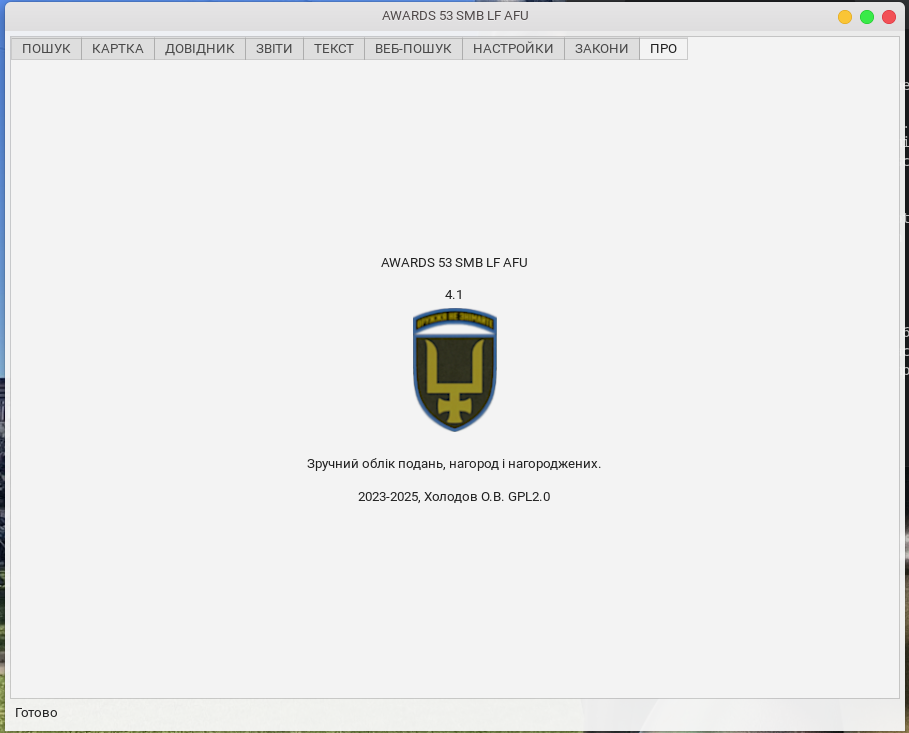 AWARDS 53 SMB LF AFU
ПОШУК КАРТКА ДОВІДНИК ЗВІТИ ТЕКСТ ВЕБ-ПОШУК НАСТРОЙКИ ЗАКОНИ ПРО
AWARDS 53 SMB LF AFU
4.1
Зручний облік подань, нагород і нагороджених.
2023-2025, Холодов О.В. GPL2.0
Готово